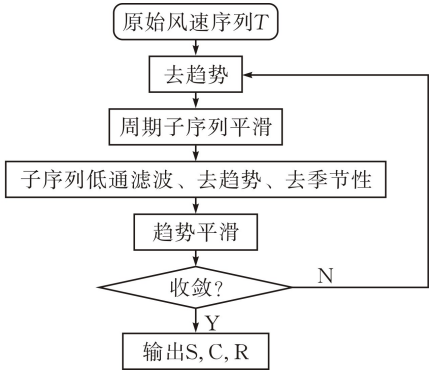 原始风速序列T
去趋势
周期子序列平滑
子序列低通滤波、去趋势、去季节性
趋势平滑
收敛?
N
Y
输出S, C, R